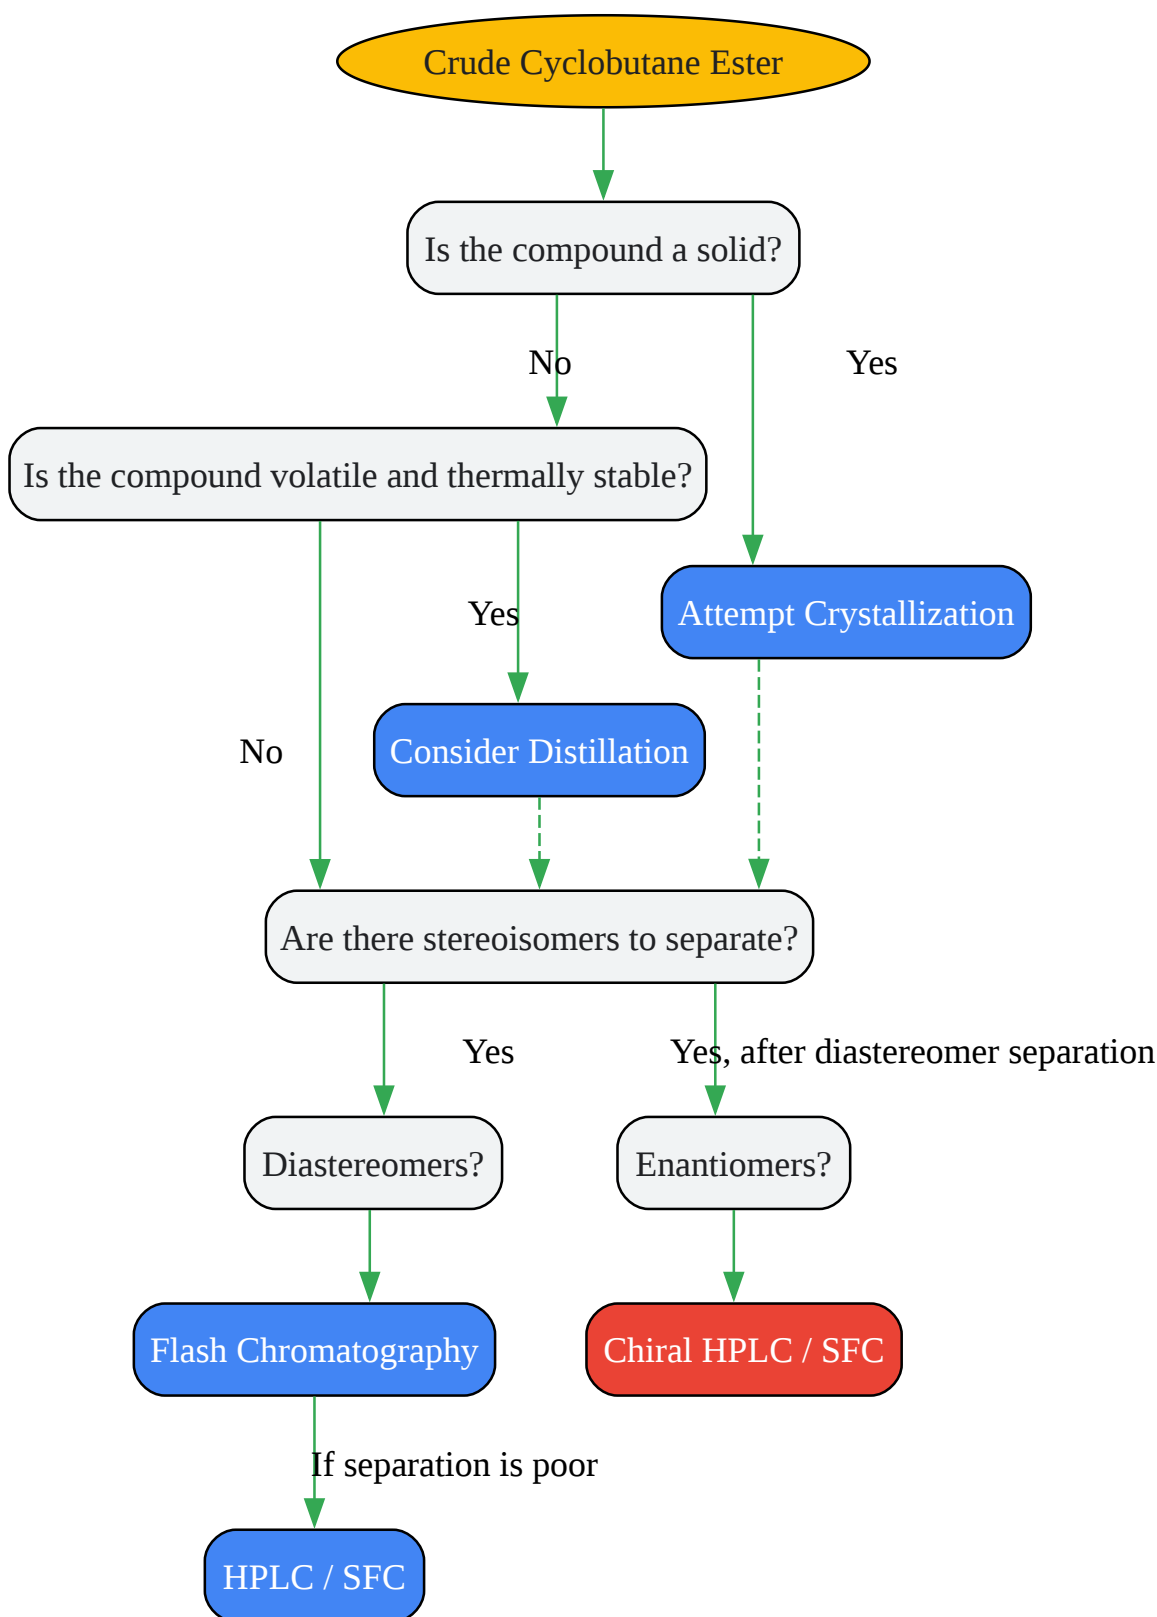 Crude Cyclobutane Ester
Is the compound a solid?
No
Yes
Is the compound volatile and thermally stable?
Yes
Attempt Crystallization
No
Consider Distillation
Are there stereoisomers to separate?
Yes
Yes, after diastereomer separation
Diastereomers?
Enantiomers?
Flash Chromatography
Chiral HPLC / SFC
If separation is poor
HPLC / SFC